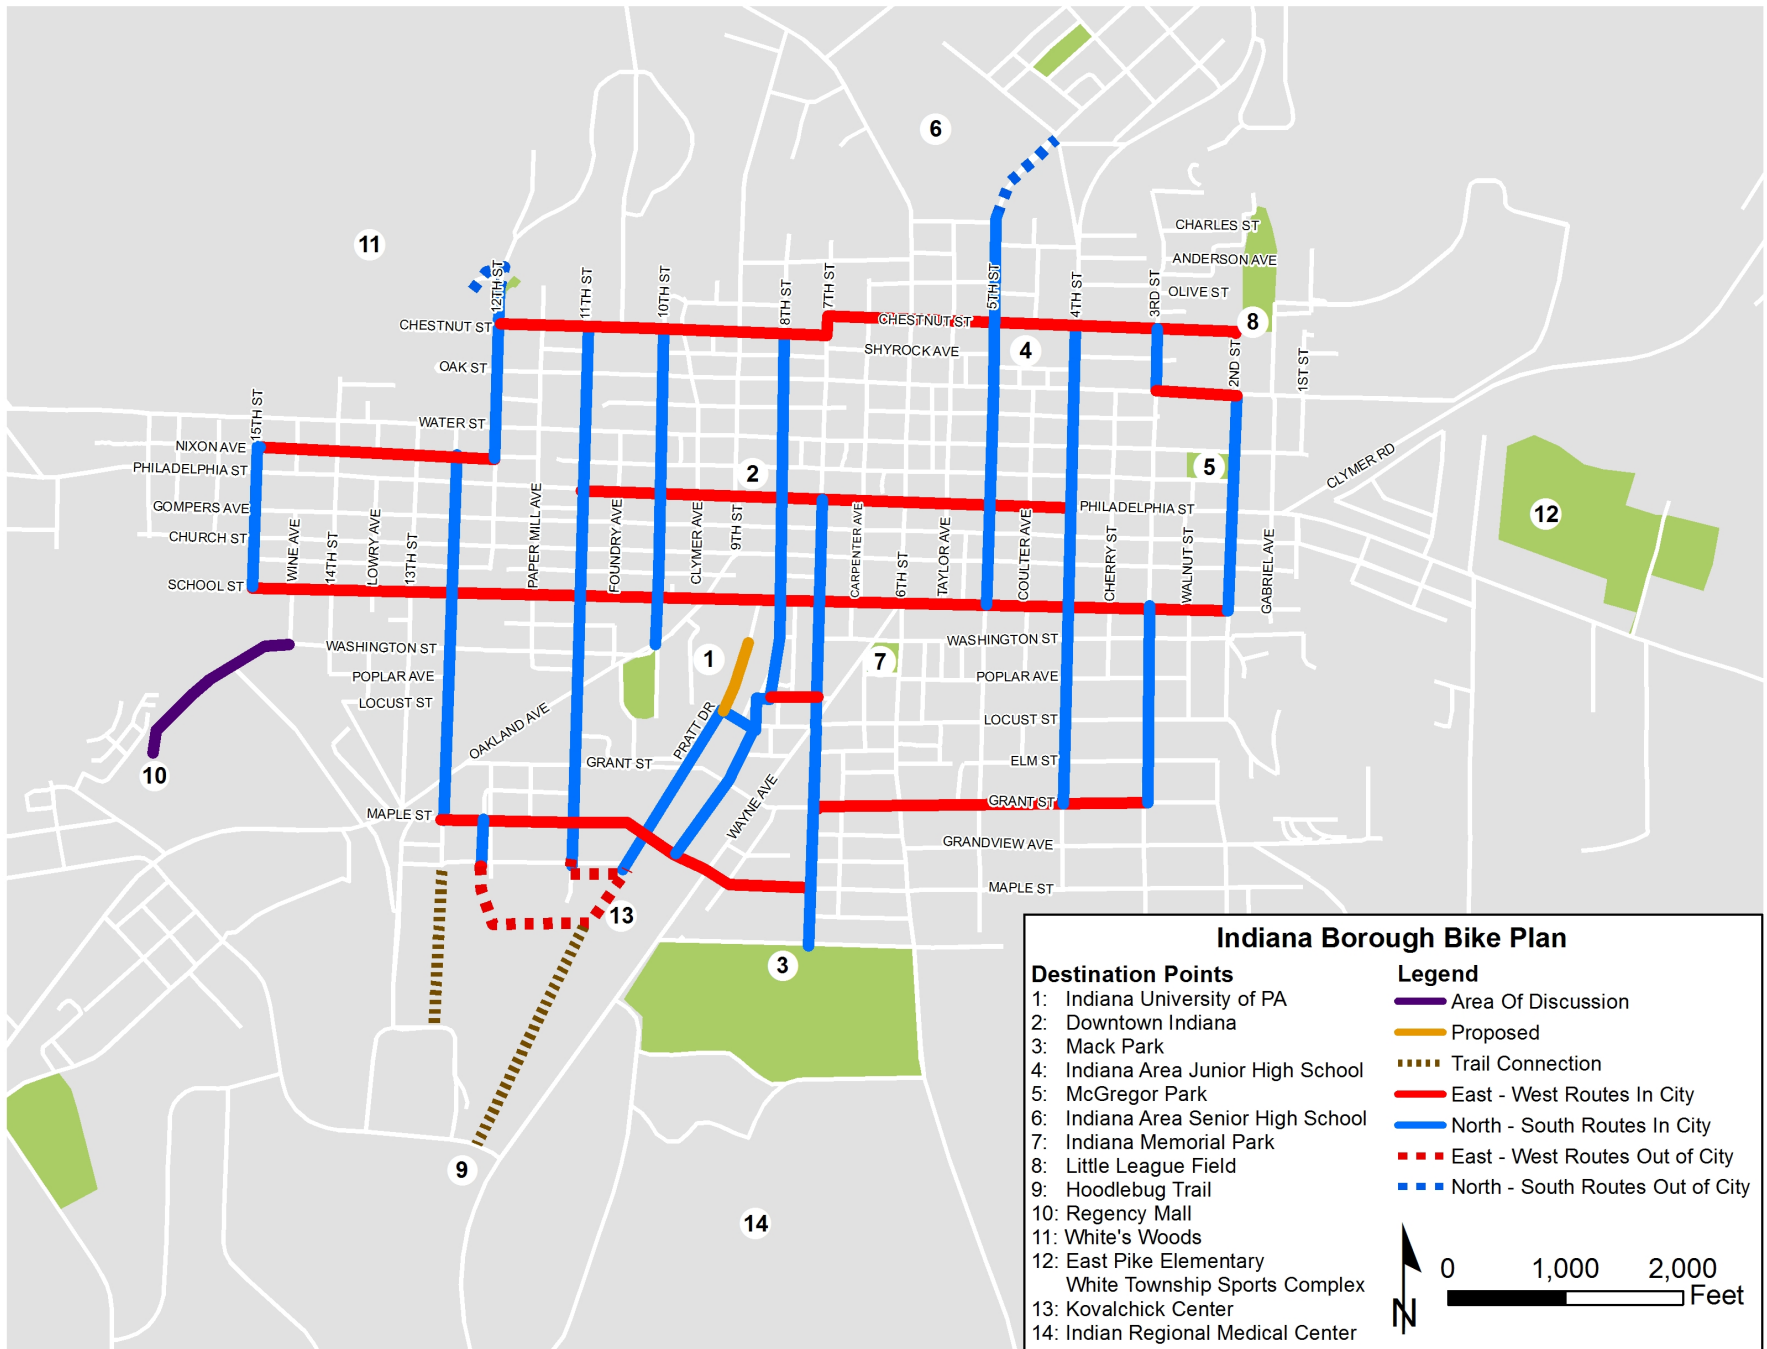 6
11
CHARLES ST
ANDERSON AVE
OLIVE ST
12TH ST
11TH ST
10TH ST
8TH ST
7TH ST
5TH ST
4TH ST
3RD ST
CHESTNUT ST
CHESTNUT ST
8
SHYROCK AVE
4
2ND ST
1ST ST
OAK ST
15TH ST
WATER ST
NIXON AVE
PHILADELPHIA ST
2
5
CLYMER RD
GOMPERS AVE
PHILADELPHIA ST
12
CHURCH ST
WINE AVE
14TH ST
LOWRY AVE
13TH ST
PAPER MILL AVE
FOUNDRY AVE
CLYMER AVE
9TH ST
CARPENTER AVE
6TH ST
TAYLOR AVE
COULTER AVE
CHERRY ST
WALNUT ST
GABRIEL AVE
SCHOOL ST
WASHINGTON ST
WASHINGTON ST
1
7
POPLAR AVE
POPLAR AVE
LOCUST ST
LOCUST ST
OAKLAND AVE
PRATT DR
10
GRANT ST
ELM ST
WAYNE AVE
GRANT ST
MAPLE ST
GRANDVIEW AVE
MAPLE ST
13
3
9
14
Indiana Borough Bike Plan
Destination Points
1: Indiana University of PA
2: Downtown Indiana
3: Mack Park
4: Indiana Area Junior High School
5: McGregor Park
6: Indiana Area Senior High School
7: Indiana Memorial Park
8: Little League Field
9: Hoodlebug Trail
10: Regency Mall
11: White's Woods
12: East Pike Elementary
White Township Sports Complex
13: Kovalchick Center
14: Indian Regional Medical Center
Legend
Area Of Discussion
Proposed
Trail Connection
East - West Routes In City
North - South Routes In City
East - West Routes Out of City
North - South Routes Out of City
N
0 1,000 2,000
Feet